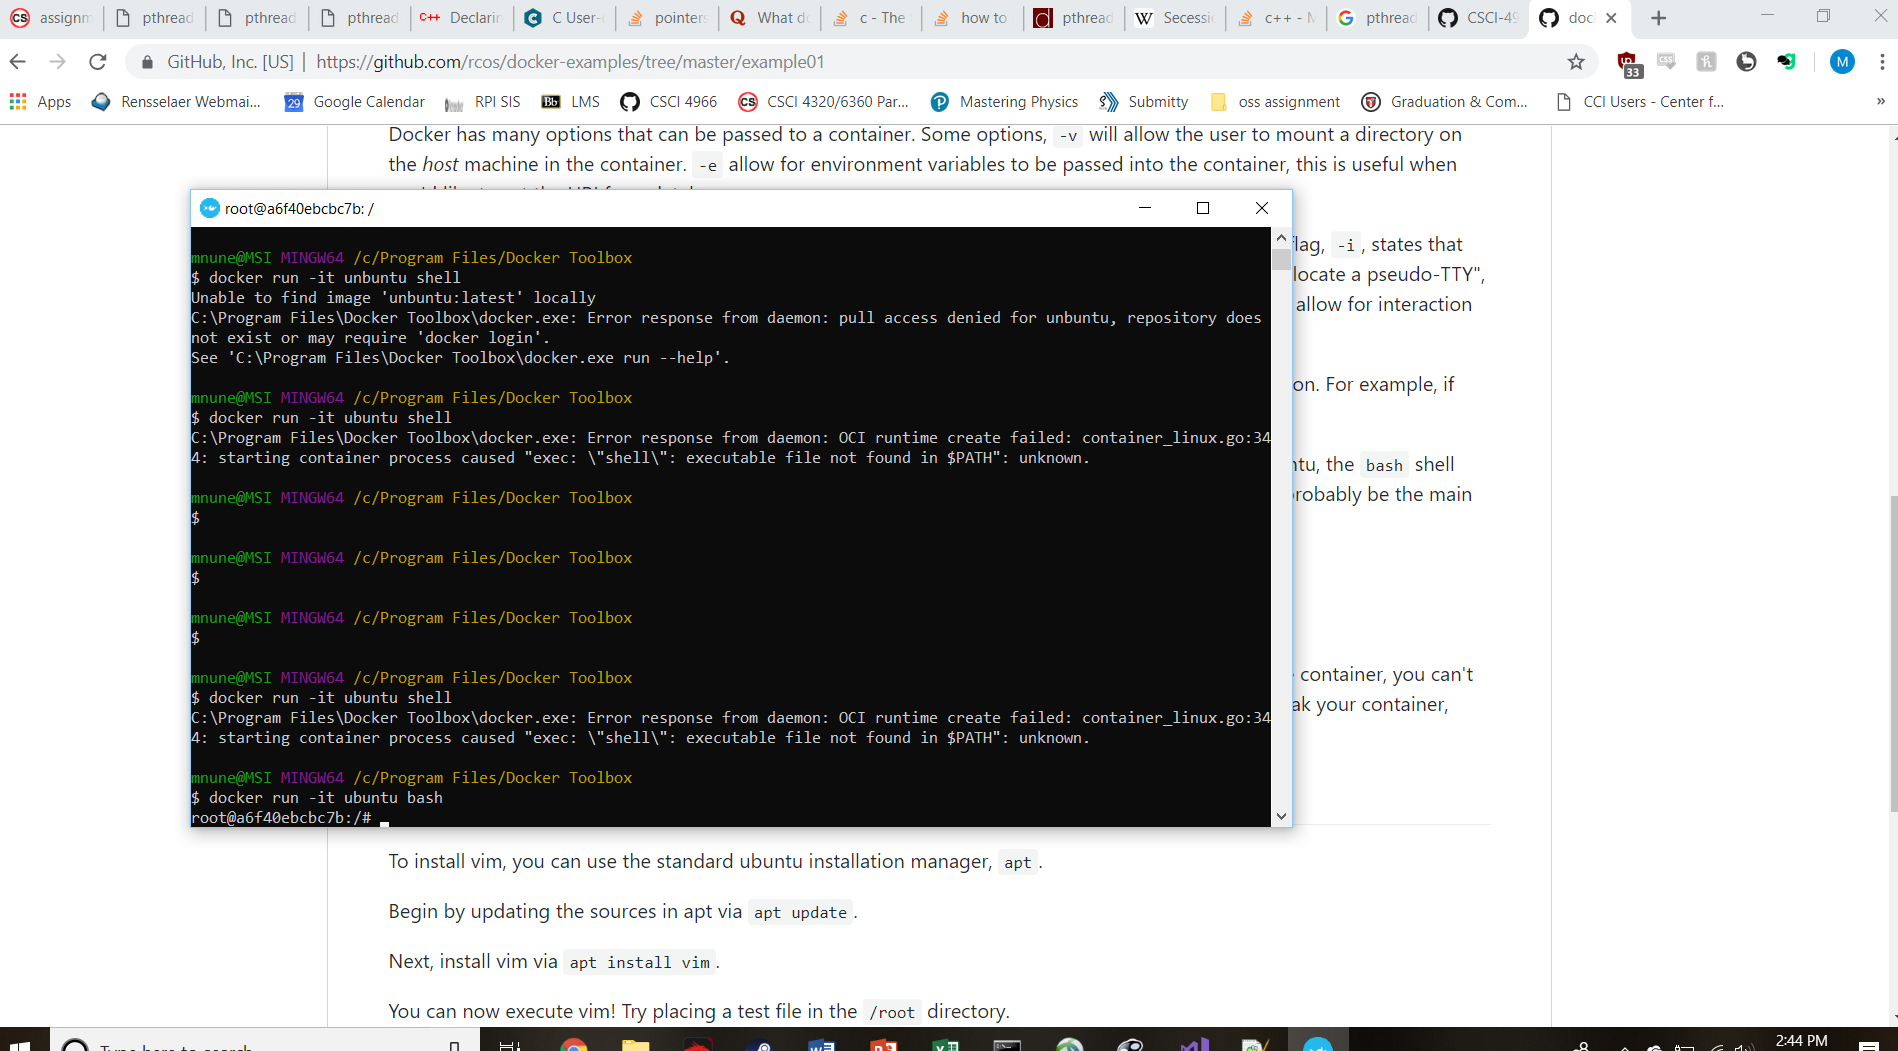 assignm
pthread
pthread
pthread
C++ Declarin
C User-
pointers
What do
c - The
how to
pthread
W Secessi
c++ - M
pthread
CSCI-49
doc
GitHub, Inc. [US] | https://github.com/rcos/docker-examples/tree/master/example01
33
M
Apps
Rensselaer Webmai...
29 Google Calendar
RPI SIS
Bb LMS
CSCI 4966
CS CSCI 4320/6360 Par...
Mastering Physics
Submitty
oss assignment
Graduation & Com...
CCI Users - Center f...
»
Docker has many options that can be passed to a container. Some options, -v will allow the user to mount a directory on
the host machine in the container. -e allow for environment variables to be passed into the container, this is useful when
root@a6f40ebcbc7b: /
mnune@MSI MINGW64 /c/Program Files/Docker Toolbox
$ docker run -it unbuntu shell
Unable to find image 'unbuntu:latest' locally
C:\Program Files\Docker Toolbox\docker.exe: Error response from daemon: pull access denied for unbuntu, repository does
not exist or may require 'docker login'.
See 'C:\Program Files\Docker Toolbox\docker.exe run --help'.
mnune@MSI MINGW64 /c/Program Files/Docker Toolbox
$ docker run -it ubuntu shell
C:\Program Files\Docker Toolbox\docker.exe: Error response from daemon: OCI runtime create failed: container_linux.go:34
4: starting container process caused "exec: \"shell\": executable file not found in $PATH": unknown.
mnune@MSI MINGW64 /c/Program Files/Docker Toolbox
$
mnune@MSI MINGW64 /c/Program Files/Docker Toolbox
$
mnune@MSI MINGW64 /c/Program Files/Docker Toolbox
$
mnune@MSI MINGW64 /c/Program Files/Docker Toolbox
$ docker run -it ubuntu shell
C:\Program Files\Docker Toolbox\docker.exe: Error response from daemon: OCI runtime create failed: container_linux.go:34
4: starting container process caused "exec: \"shell\": executable file not found in $PATH": unknown.
mnune@MSI MINGW64 /c/Program Files/Docker Toolbox
$ docker run -it ubuntu bash
root@a6f40ebcbc7b:/#
flag, -i, states that
locate a pseudo-TTY",
allow for interaction
on. For example, if
ntu, the bash shell
probably be the main
container, you can't
ak your container,
To install vim, you can use the standard ubuntu installation manager, apt.
Begin by updating the sources in apt via apt update.
Next, install vim via apt install vim.
You can now execute vim! Try placing a test file in the /root directory.
Type here to search
2:44 PM